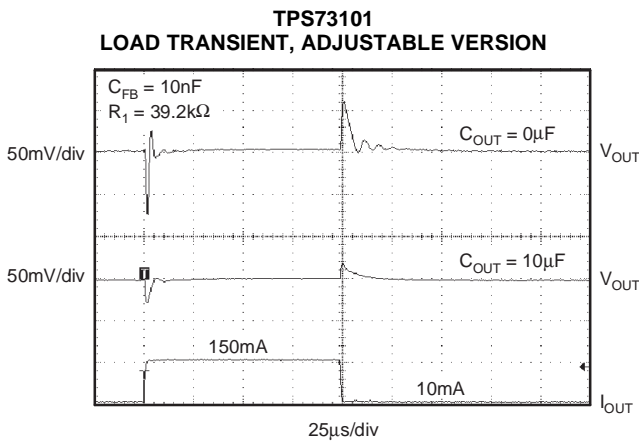 TPS73101
LOAD TRANSIENT, ADJUSTABLE VERSION
C_FB = 10nF
R_1 = 39.2kΩ
C_OUT = 0μF
50mV/div
V_OUT
C_OUT = 10μF
50mV/div
T
V_OUT
150mA
10mA
I_OUT
25μs/div